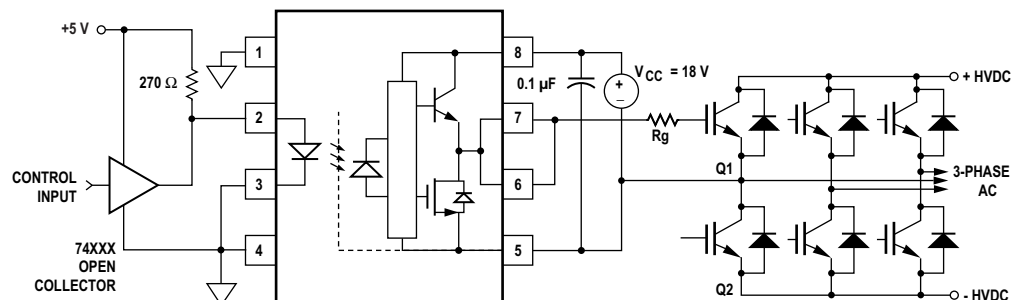 +5 V
270 Ω
1
2
3
4
CONTROL
INPUT
74XXX
OPEN
COLLECTOR
8
7
6
5
0.1 µF
VCC = 18 V
+
−
Rg
+ HVDC
Q1
3-PHASE
AC
Q2
- HVDC